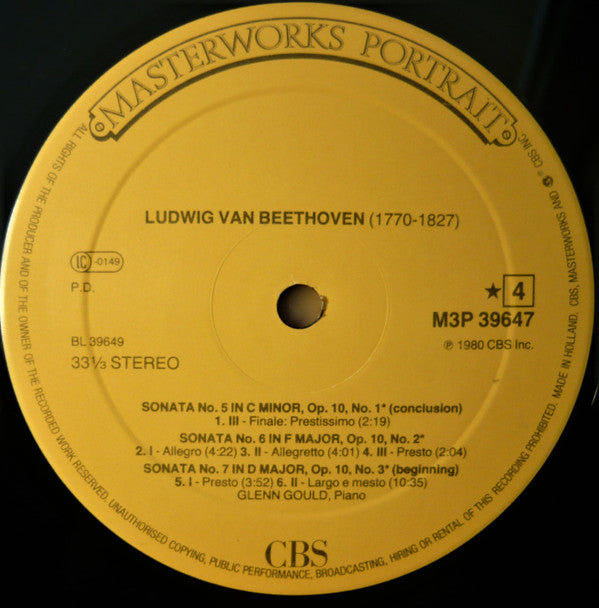 MASTERWORKS PORTRAIT
LUDWIG VAN BEETHOVEN (1770-1827)
LC -0149
P.D.
★ 4
M3P 39647
BL 39649
℗ 1980 CBS Inc.
33⅓ STEREO
SONATA No. 5 IN C MINOR, Op. 10, No. 1* (conclusion)
1. III - Finale: Prestissimo (2:19)
SONATA No. 6 IN F MAJOR, Op. 10, No. 2*
2. I - Allegro (4:22) 3. II - Allegretto (4:01) 4. III - Presto (2:04)
SONATA No. 7 IN D MAJOR, Op. 10, No. 3* (beginning)
5. I - Presto (3:52) 6. II - Largo e mesto (10:35)
GLENN GOULD, Piano
CBS
ALL RIGHTS OF THE PRODUCER AND OF THE OWNER OF THE RECORDED WORK RESERVED. UNAUTHORISED COPYING, PUBLIC PERFORMANCE, BROADCASTING, HIRING OR RENTAL OF THIS RECORDING PROHIBITED. MADE IN HOLLAND. CBS, MASTERWORKS AND CBS INC.